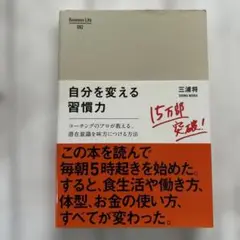 Business Life
自分を変える
習慣力
三浦将
コーチングのプロが教える、
潜在意識を味方につける方法
15万部
突破!
この本を読んで
毎朝5時起きを始めた。
すると、食生活や働き方、
体型、お金の使い方、
すべてが変わった。